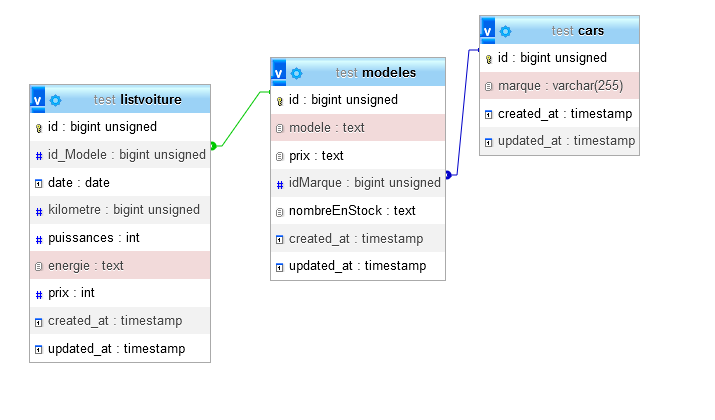 test listvoiture
id : bigint unsigned
id_Modele : bigint unsigned
date : date
kilometre : bigint unsigned
puissances : int
energie : text
prix : int
created_at : timestamp
updated_at : timestamp
test modeles
id : bigint unsigned
modele : text
prix : text
idMarque : bigint unsigned
nombreEnStock : text
created_at : timestamp
updated_at : timestamp
test cars
id : bigint unsigned
marque : varchar(255)
created_at : timestamp
updated_at : timestamp